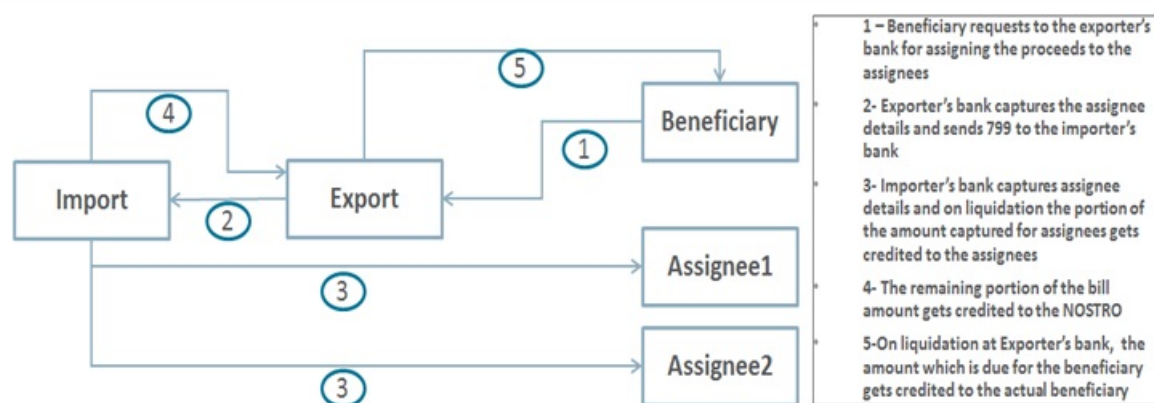 5
4
Beneficiary
1
Import
Export
2
Assignee1
3
Assignee2
3
1 – Beneficiary requests to the exporter's
bank for assigning the proceeds to the
assignees
2- Exporter's bank captures the assignee
details and sends 799 to the importer's
bank
3- Importer's bank captures assignee
details and on liquidation the portion of
the amount captured for assignees gets
credited to the assignees
4- The remaining portion of the bill
amount gets credited to the NOSTRO
5-On liquidation at Exporter's bank, the
amount which is due for the beneficiary
gets credited to the actual beneficiary